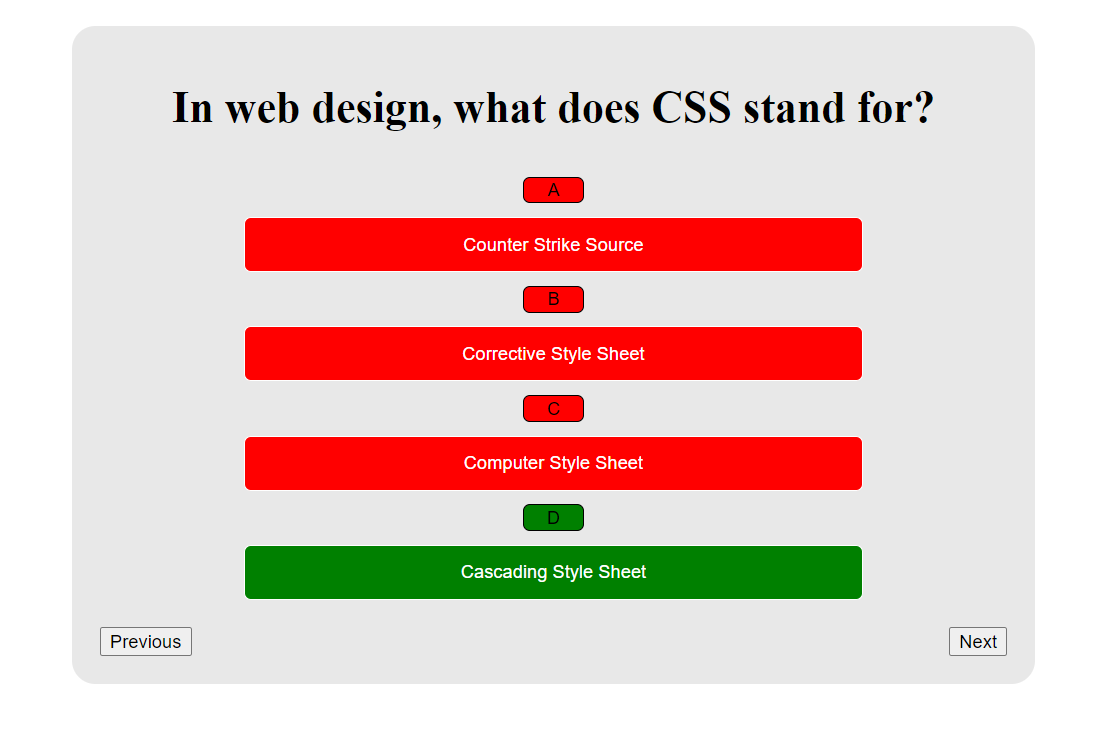 In web design, what does CSS stand for?
A
Counter Strike Source
B
Corrective Style Sheet
C
Computer Style Sheet
D
Cascading Style Sheet
Previous
Next